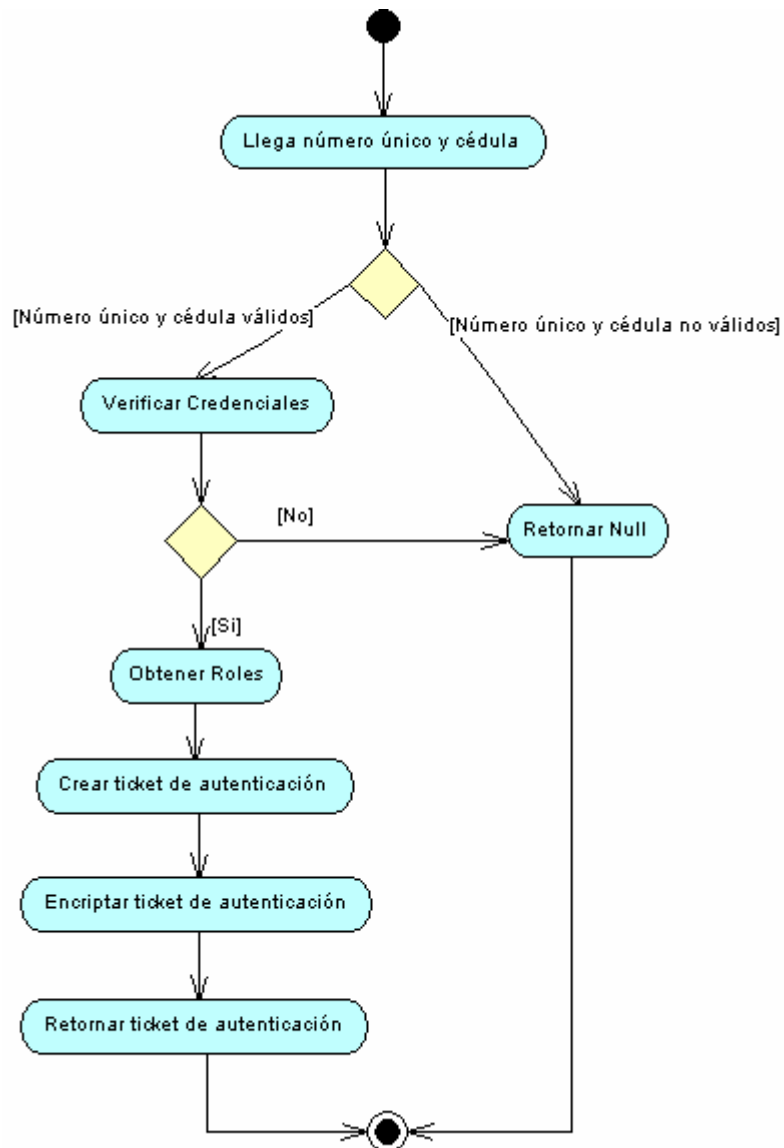 Llega número único y cédula
[Número único y cédula válidos]
[Número único y cédula no válidos]
Verificar Credenciales
[No]
Retornar Null
[Si]
Obtener Roles
Crear ticket de autenticación
Encriptar ticket de autenticación
Retornar ticket de autenticación